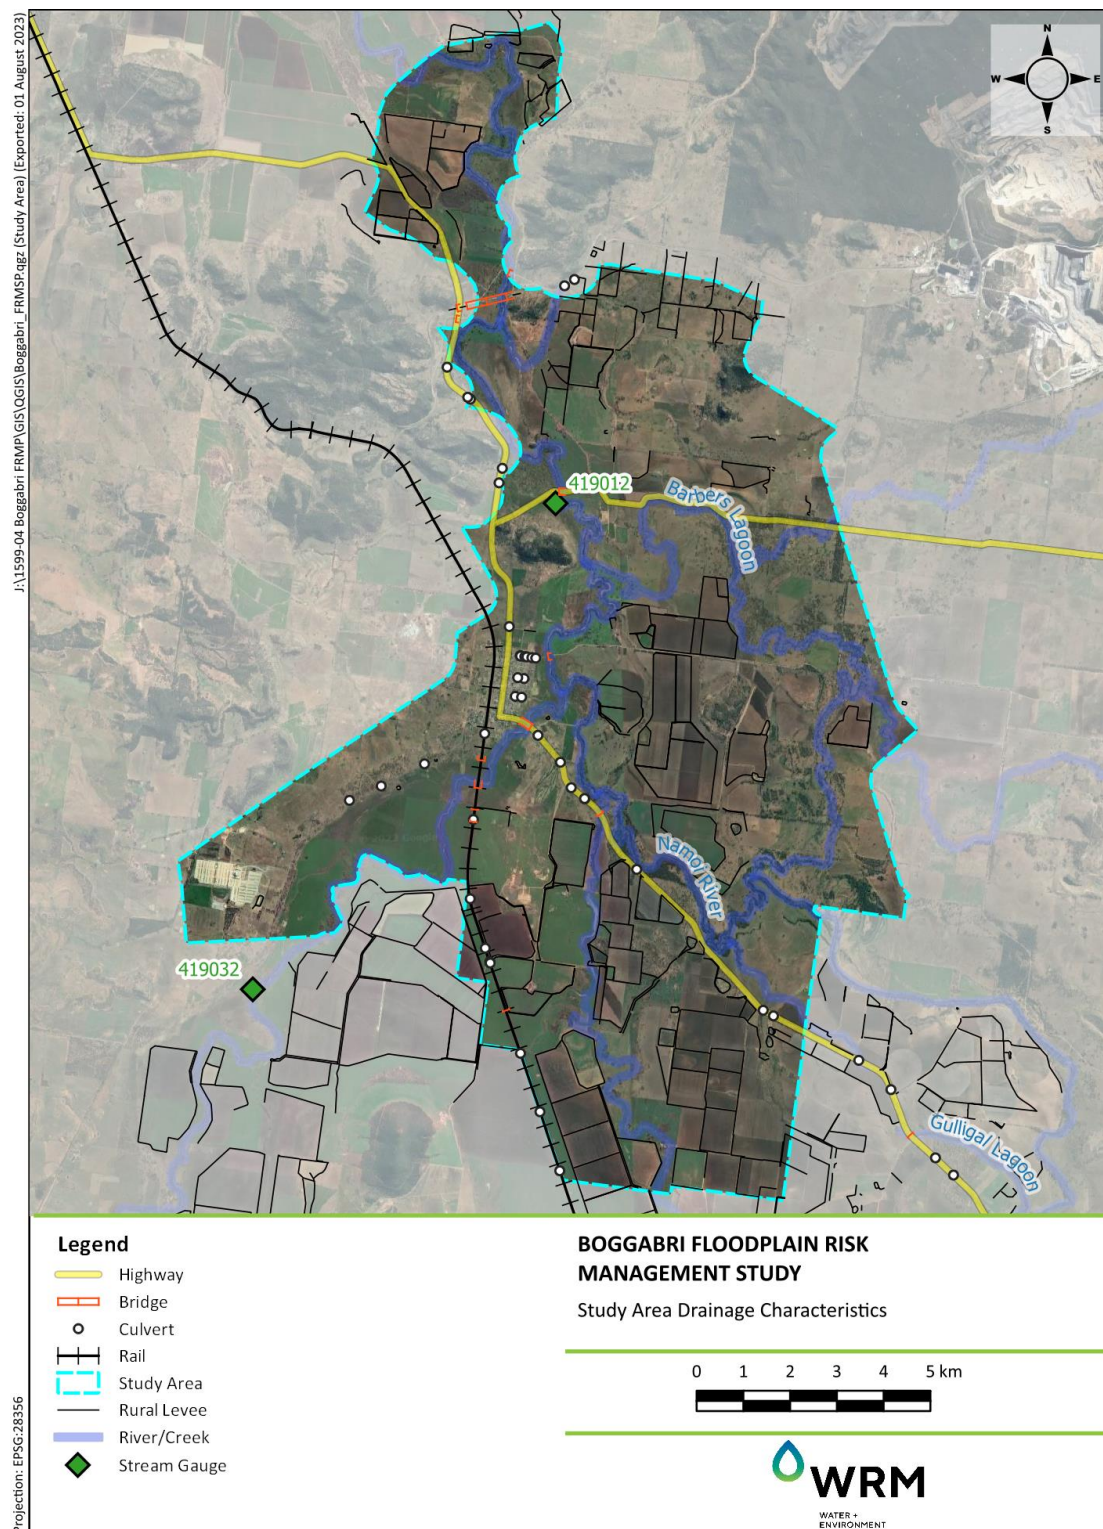 J:\1599-04 Boggabri FRMP\GIS\QGIS\Boggabri_FRMSP.qgz (Study Area) (Exported: 01 August 2023)
N
W
E
S
419012
Barbers Lagoon
Namoi River
419032
Gulligal Lagoon
Legend
Highway
Bridge
Culvert
Rail
Study Area
Rural Levee
River/Creek
Stream Gauge
BOGGABRI FLOODPLAIN RISK
MANAGEMENT STUDY
Study Area Drainage Characteristics
0 1 2 3 4 5 km
WRM
WATER +
ENVIRONMENT
Projection: EPSG:28356